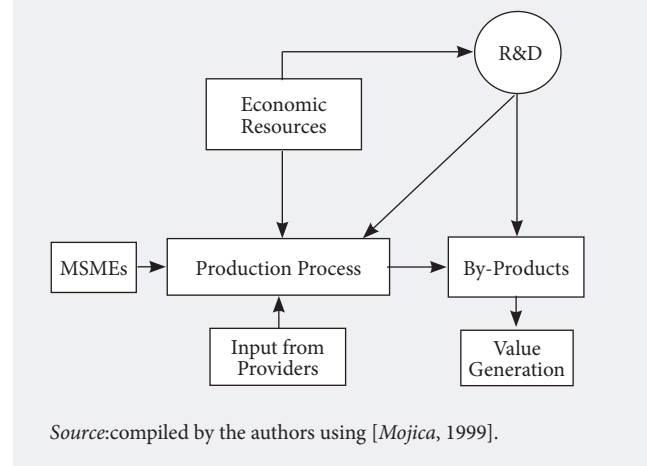 R&D
Economic
Resources
MSMEs
Production Process
By-Products
Input from
Providers
Value
Generation
Source:compiled by the authors using [Mojica, 1999].